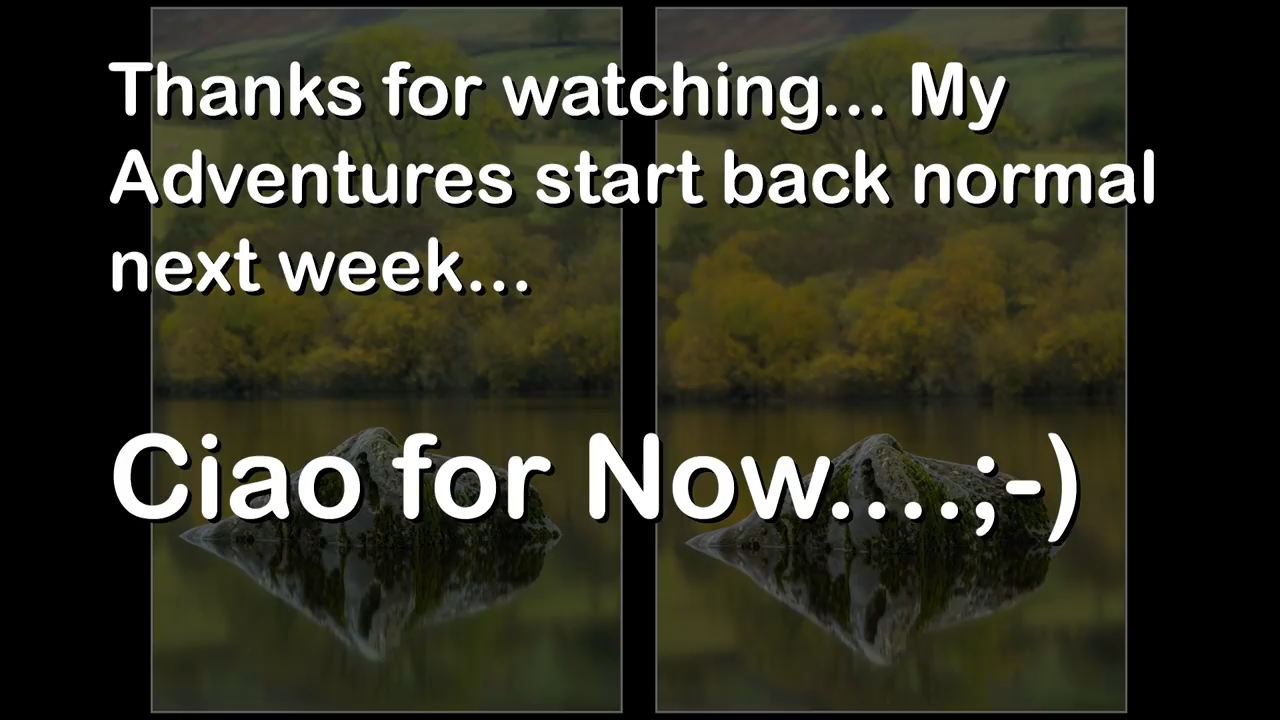 Thanks for watching... My
Adventures start back normal
next week...
Ciao for Now....;-)